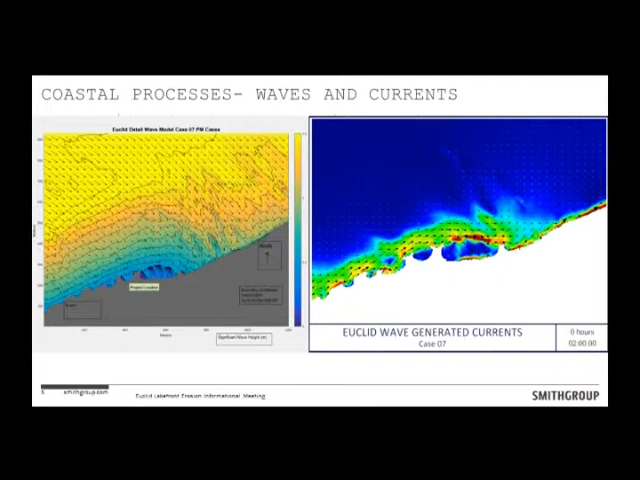 COASTAL PROCESSES- WAVES AND CURRENTS
Euclid Detail Wave Model Case 07 PM Cases
Project Location
Significant Wave Height (m)
EUCLID WAVE GENERATED CURRENTS
Case 07
0 hours
02:00:00
smithgroup.com
Euclid Lakefront Erosion Informational Meeting
SMITHGROUP